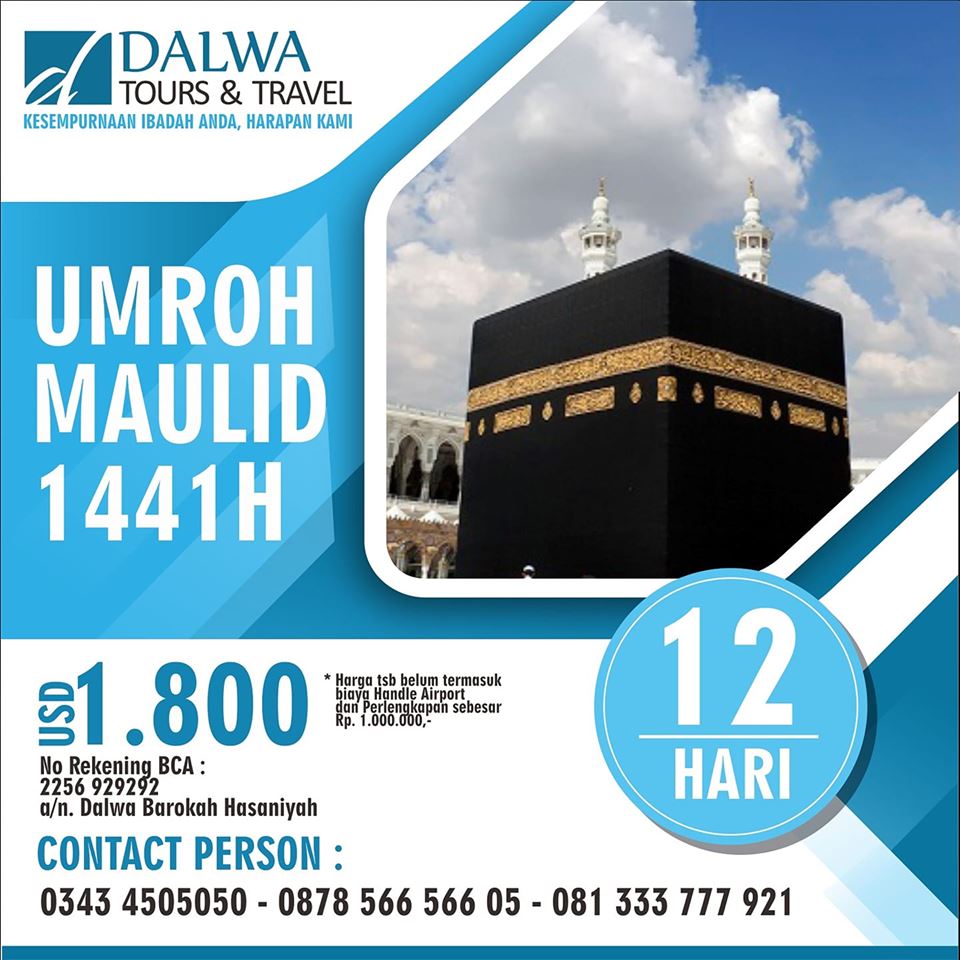 d
DALWA
TOURS & TRAVEL
KESEMPURNAAN IBADAH ANDA, HARAPAN KAMI
UMROH
MAULID
1441H
USD 1.800
* Harga tsb belum termasuk
biaya Handle Airport
dan Perlengkapan sebesar
Rp. 1.000.000,-
12
HARI
No Rekening BCA :
2256 929292
a/n. Dalwa Barokah Hasaniyah
CONTACT PERSON :
0343 4505050 - 0878 566 566 05 - 081 333 777 921